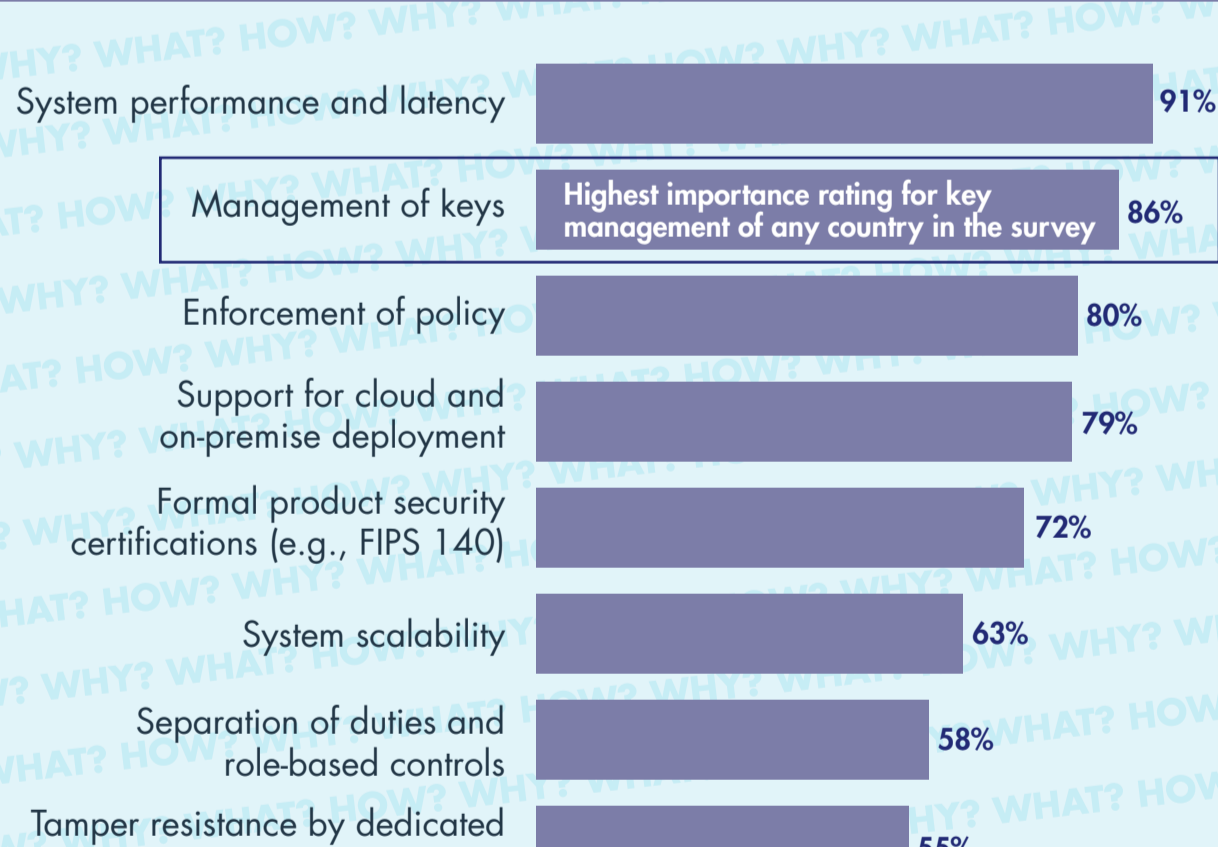 System performance and latency
91%
Management of keys
Highest importance rating for key
management of any country in the survey
86%
Enforcement of policy
80%
Support for cloud and
on-premise deployment
79%
Formal product security
certifications (e.g., FIPS 140)
72%
System scalability
63%
Separation of duties and
role-based controls
58%
Tamper resistance by dedicated
55%